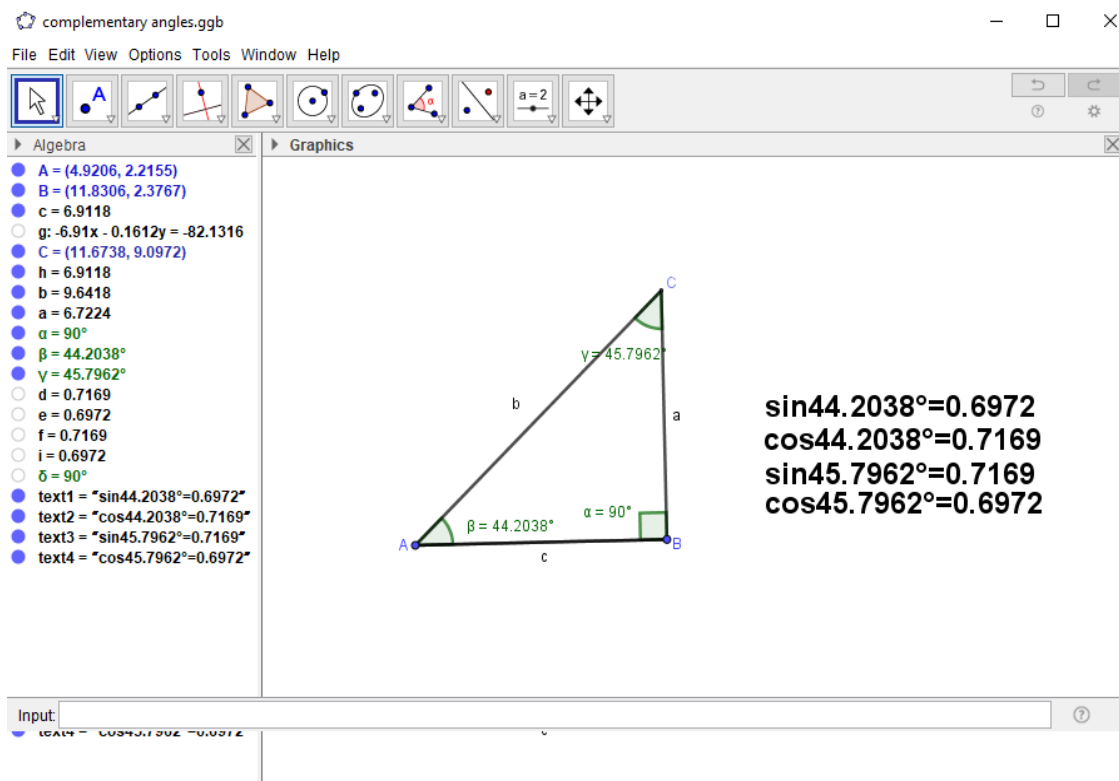 complementary angles.ggb
File Edit View Options Tools Window Help
A α a=2
Algebra
Graphics
A = (4.9206, 2.2155)
B = (11.8306, 2.3767)
c = 6.9118
g: -6.91x - 0.1612y = -82.1316
C = (11.6738, 9.0972)
h = 6.9118
b = 9.6418
a = 6.7224
α = 90°
β = 44.2038°
γ = 45.7962°
d = 0.7169
e = 0.6972
f = 0.7169
i = 0.6972
δ = 90°
text1 = "sin44.2038°=0.6972"
text2 = "cos44.2038°=0.7169"
text3 = "sin45.7962°=0.7169"
text4 = "cos45.7962°=0.6972"
C
γ = 45.7962°
b
a
α = 90°
β = 44.2038°
A
B
c
sin44.2038°=0.6972
cos44.2038°=0.7169
sin45.7962°=0.7169
cos45.7962°=0.6972
Input:
text4 = "cos45.7962°=0.6972"
c